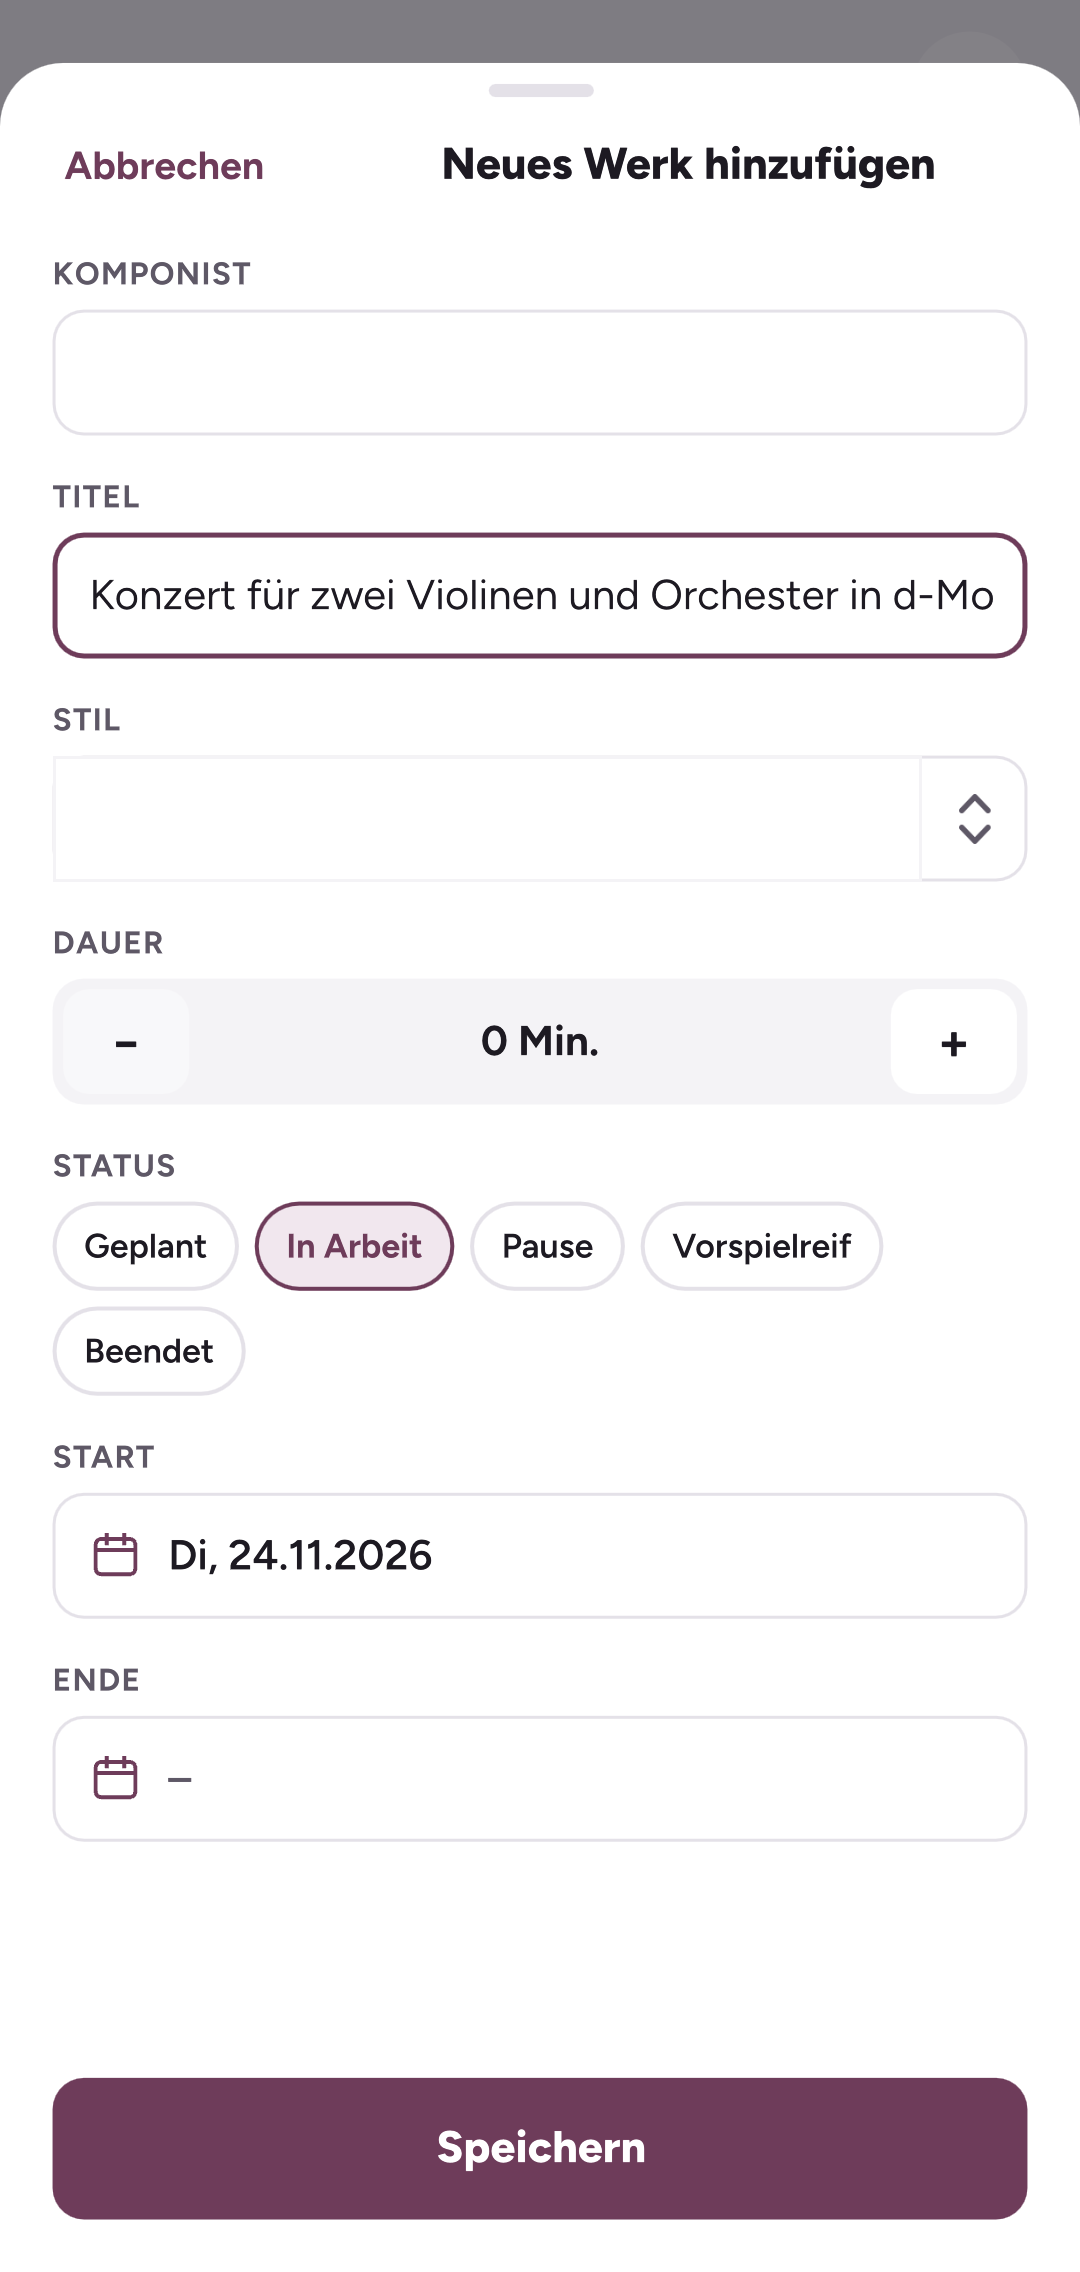 Abbrechen
Neues Werk hinzufügen
KOMPONIST
TITEL
Konzert für zwei Violinen und Orchester in d-Mo
STIL
DAUER
– 0 Min. +
STATUS
Geplant In Arbeit Pause Vorspielreif
Beendet
START
Di, 24.11.2026
ENDE
–
Speichern